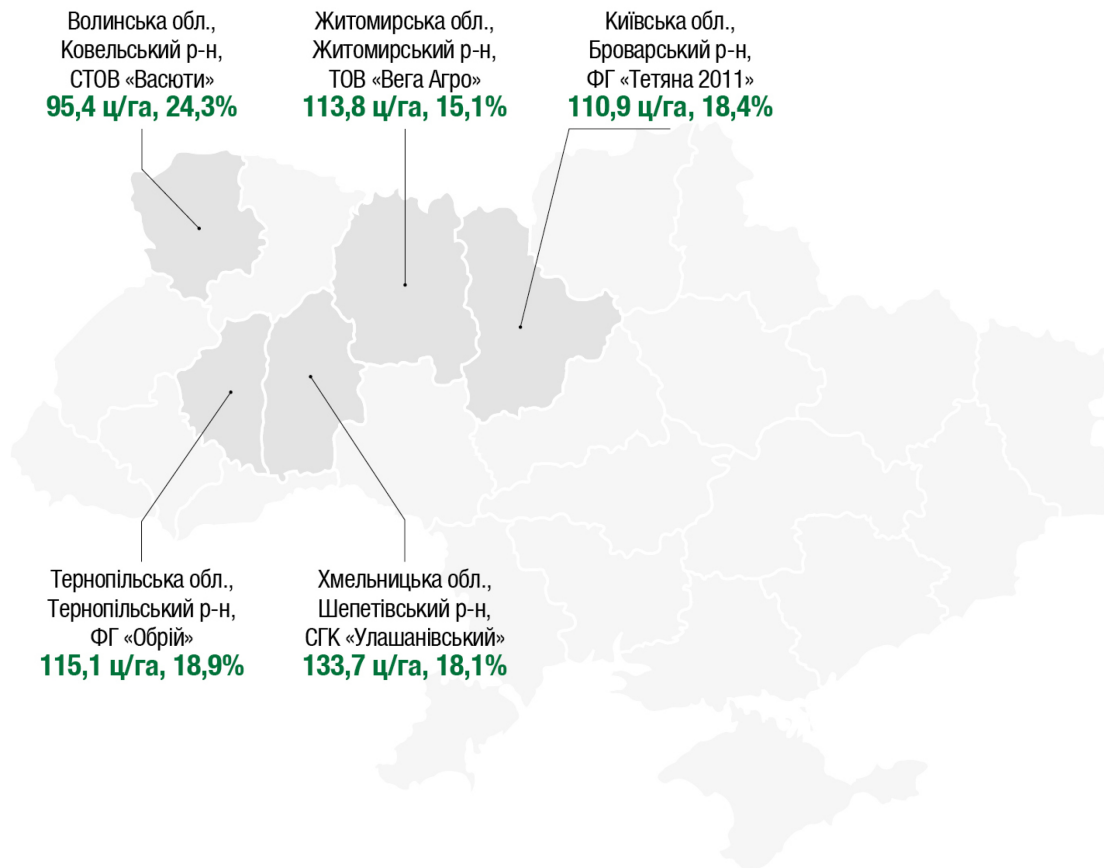 Волинська обл.,
Ковельський р-н,
СТОВ «Васюти»
95,4 ц/га, 24,3%
Житомирська обл.,
Житомирський р-н,
ТОВ «Вега Агро»
113,8 ц/га, 15,1%
Київська обл.,
Броварський р-н,
ФГ «Тетяна 2011»
110,9 ц/га, 18,4%
Тернопільська обл.,
Тернопільський р-н,
ФГ «Обрій»
115,1 ц/га, 18,9%
Хмельницька обл.,
Шепетівський р-н,
СГК «Улашанівський»
133,7 ц/га, 18,1%